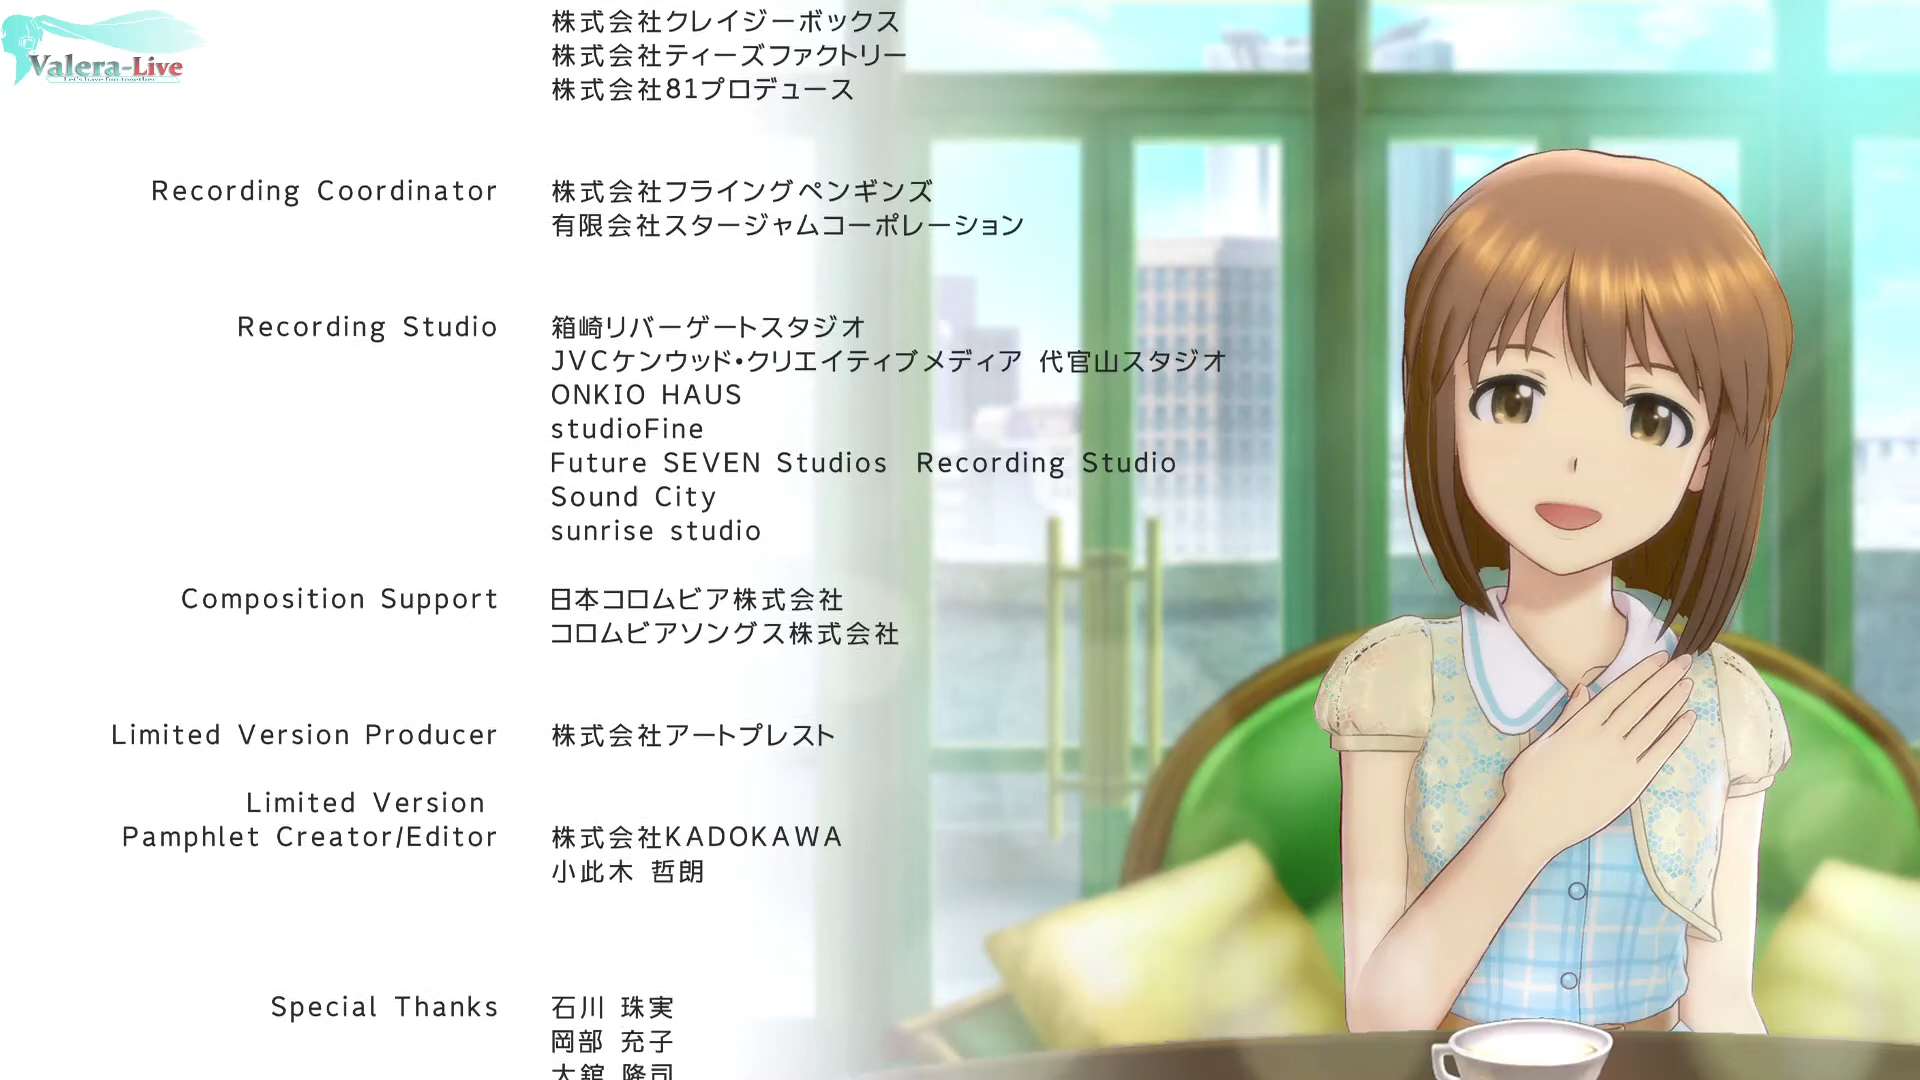 Valera-Live
Let's have fun together
株式会社クレイジーボックス
株式会社ティーズファクトリー
株式会社81プロデュース
Recording Coordinator 株式会社フライングペンギンズ
有限会社スタージャムコーポレーション
Recording Studio 箱崎リバーゲートスタジオ
JVCケンウッド・クリエイティブメディア 代官山スタジオ
ONKIO HAUS
studioFine
Future SEVEN Studios Recording Studio
Sound City
sunrise studio
Composition Support 日本コロムビア株式会社
コロムビアソングス株式会社
Limited Version Producer 株式会社アートプレスト
Limited Version
Pamphlet Creator/Editor 株式会社KADOKAWA
小此木 哲朗
Special Thanks 石川 珠実
岡部 充子
大舘 隆司